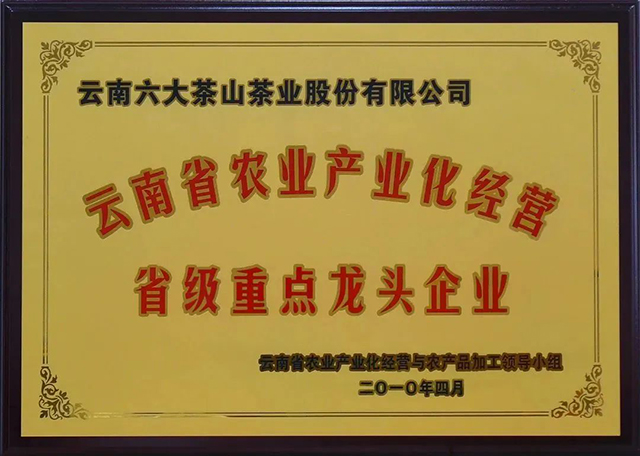 云南六大茶山茶业股份有限公司
云南省农业产业化经营
省级重点龙头企业
云南省农业产业化经营与农产品加工领导小组
二〇一〇年四月